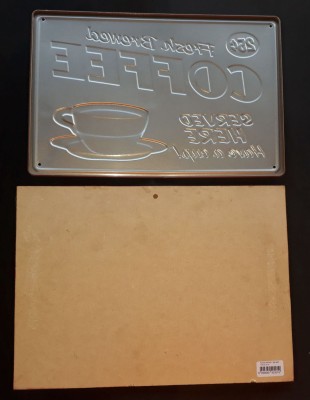 25¢
Fresh Brewed
COFFEE
SERVED
HERE
Have a cup!